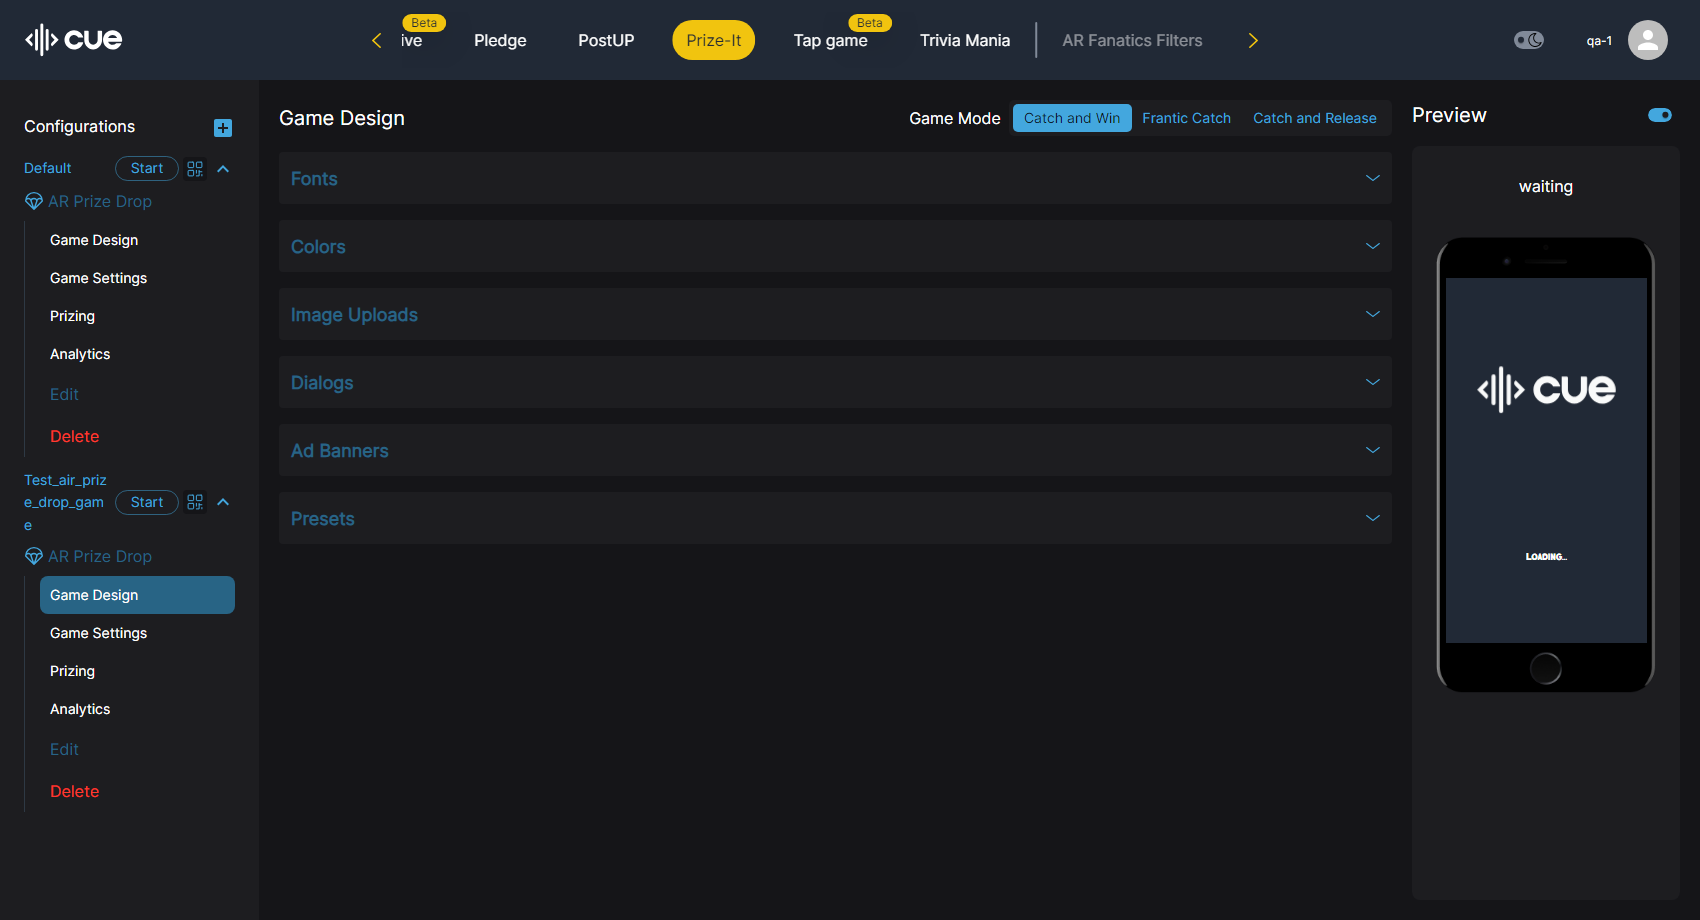 cue
Beta
ive
Pledge
PostUP
Prize-It
Beta
Tap game
Trivia Mania
AR Fanatics Filters
qa-1
Configurations
Default
Start
AR Prize Drop
Game Design
Game Settings
Prizing
Analytics
Edit
Delete
Test_air_priz
e_drop_gam
e
Start
AR Prize Drop
Game Design
Game Settings
Prizing
Analytics
Edit
Delete
Game Design
Game Mode
Catch and Win
Frantic Catch
Catch and Release
Fonts
Colors
Image Uploads
Dialogs
Ad Banners
Presets
Preview
waiting
cue
LOADING...